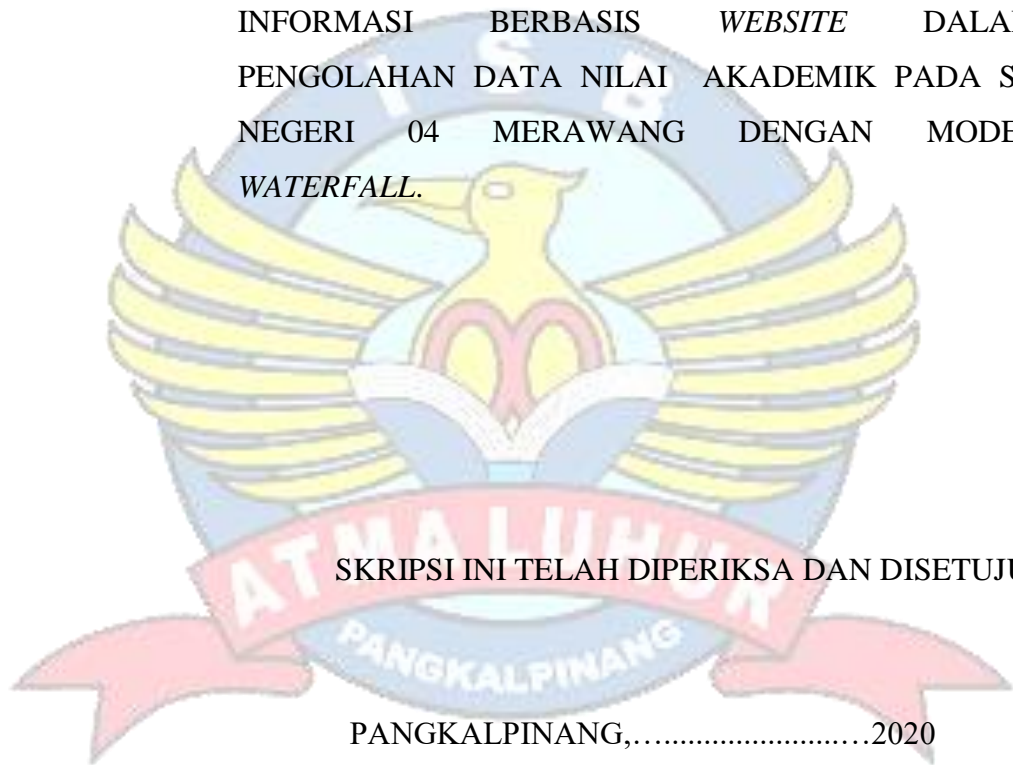 INFORMASI BERBASIS WEBSITE DALA
PENGOLAHAN DATA NILAI AKADEMIK PADA S
NEGERI 04 MERAWANG DENGAN MODE
WATERFALL.
I S B
ATMA LUHUR
SKRIPSI INI TELAH DIPERIKSA DAN DISETUJU
PANGKALPINANG
PANGKALPINANG,….......................…2020